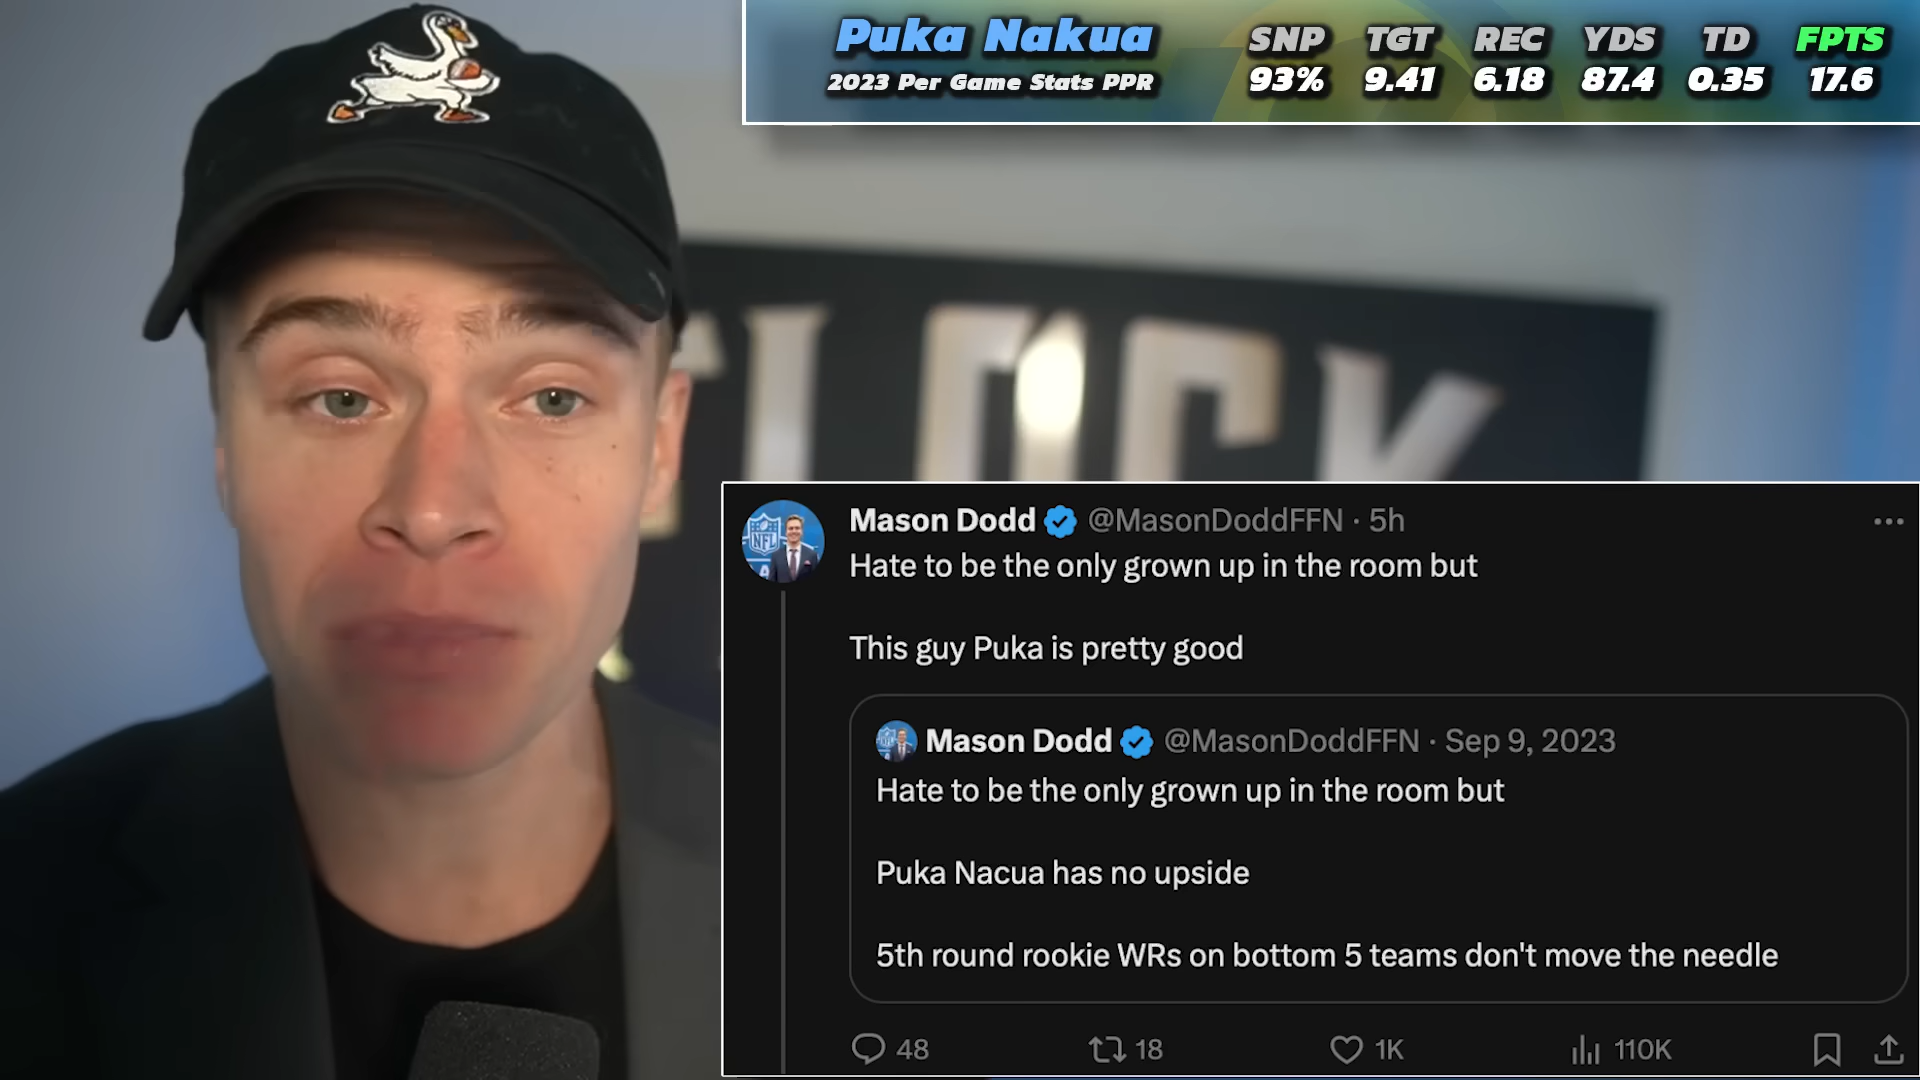 Puka Nakua
2023 Per Game Stats PPR
SNP TGT REC YDS TD FPTS
93% 9.41 6.18 87.4 0.35 17.6
LOCK
Mason Dodd @MasonDoddFFN · 5h
Hate to be the only grown up in the room but
This guy Puka is pretty good
Mason Dodd @MasonDoddFFN · Sep 9, 2023
Hate to be the only grown up in the room but
Puka Nacua has no upside
5th round rookie WRs on bottom 5 teams don't move the needle
48 18 1K 110K
NFL